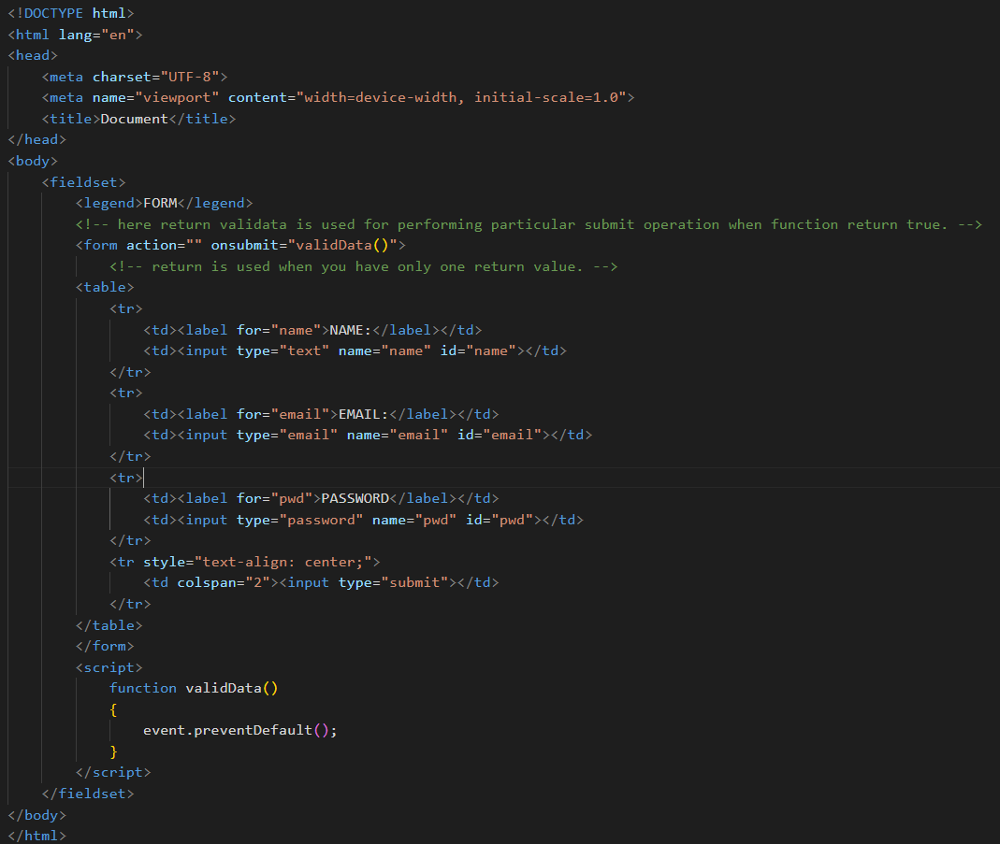 <!DOCTYPE html>
<html lang="en">
<head>
    <meta charset="UTF-8">
    <meta name="viewport" content="width=device-width, initial-scale=1.0">
    <title>Document</title>
</head>
<body>
    <fieldset>
        <legend>FORM</legend>
        <!-- here return validata is used for performing particular submit operation when function return true. -->
        <form action="" onsubmit="validData()">
            <!-- return is used when you have only one return value. -->
        <table>
            <tr>
                <td><label for="name">NAME:</label></td>
                <td><input type="text" name="name" id="name"></td>
            </tr>
            <tr>
                <td><label for="email">EMAIL:</label></td>
                <td><input type="email" name="email" id="email"></td>
            </tr>
            <tr>
                <td><label for="pwd">PASSWORD</label></td>
                <td><input type="password" name="pwd" id="pwd"></td>
            </tr>
            <tr style="text-align: center;">
                <td colspan="2"><input type="submit"></td>
            </tr>
        </table>
        </form>
        <script>
            function validData()
            {
                event.preventDefault();
            }
        </script>
    </fieldset>
</body>
</html>